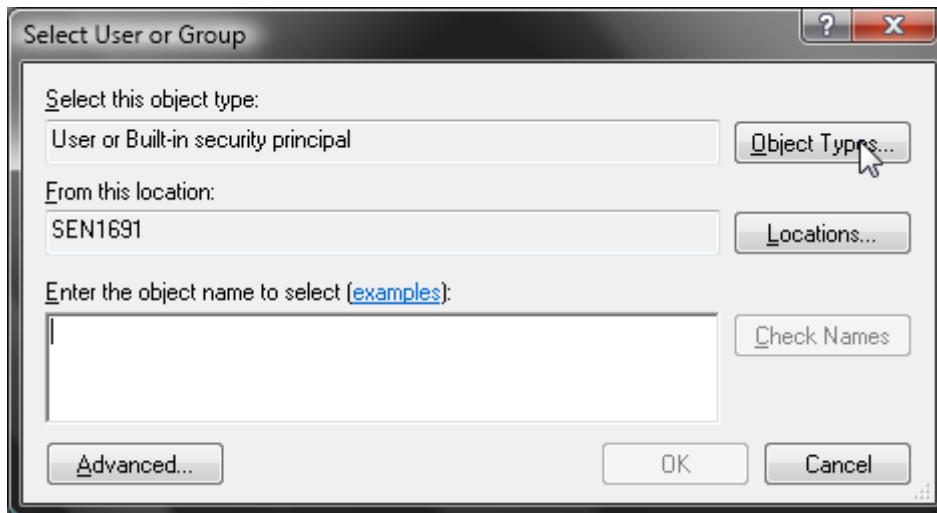 Select User or Group
Select this object type:
User or Built-in security principal
Object Types...
From this location:
SEN1691
Locations...
Enter the object name to select (examples):
Check Names
Advanced...
OK
Cancel